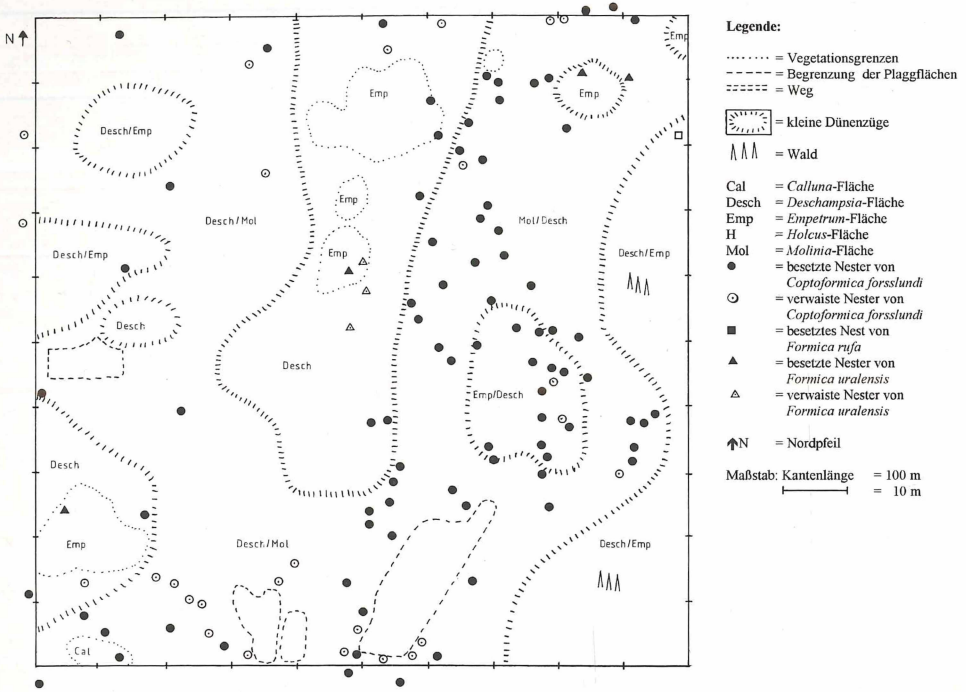 N
Emp
Emp
Emp
Desch/Emp
Emp
Desch/Mol
Mol/Desch
Emp
Desch/Emp
Desch/Emp
Desch
Desch
Emp/Desch
Desch
Emp
Desch/Mol
Desch/Emp
Cal
Legende:
= Vegetationsgrenzen
= Begrenzung der Plaggflächen
= Weg
= kleine Dünenzüge
= Wald
Cal = Calluna-Fläche
Desch = Deschampsia-Fläche
Emp = Empetrum-Fläche
H = Holcus-Fläche
Mol = Molinia-Fläche
= besetzte Nester von
Coptoformica forsslundi
= verwaiste Nester von
Coptoformica forsslundi
= besetztes Nest von
Formica rufa
= besetzte Nester von
Formica uralensis
= verwaiste Nester von
Formica uralensis
N = Nordpfeil
Maßstab: Kantenlänge = 100 m
= 10 m